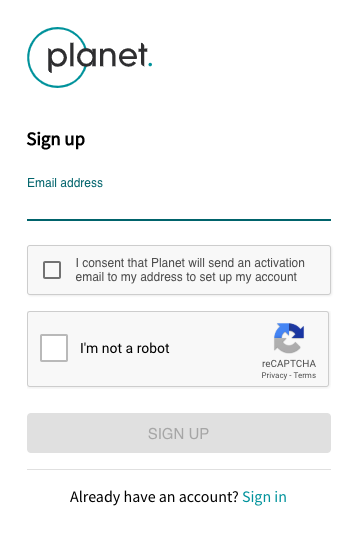 planet.
Sign up
Email address
I consent that Planet will send an activation
email to my address to set up my account
I'm not a robot
reCAPTCHA
Privacy - Terms
SIGN UP
Already have an account? Sign in